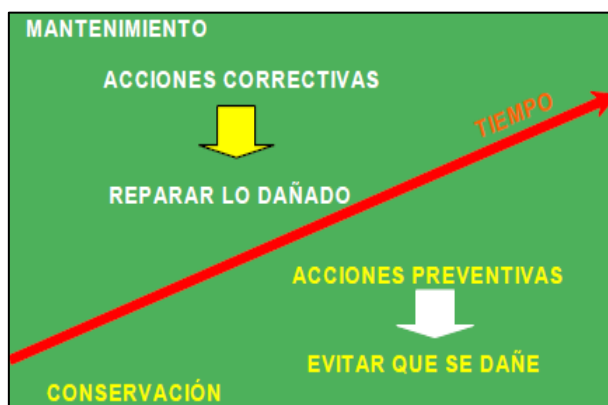 MANTENIMIENTO
ACCIONES CORRECTIVAS
TIEMPO
REPARAR LO DAÑADO
ACCIONES PREVENTIVAS
EVITAR QUE SE DAÑE
CONSERVACIÓN